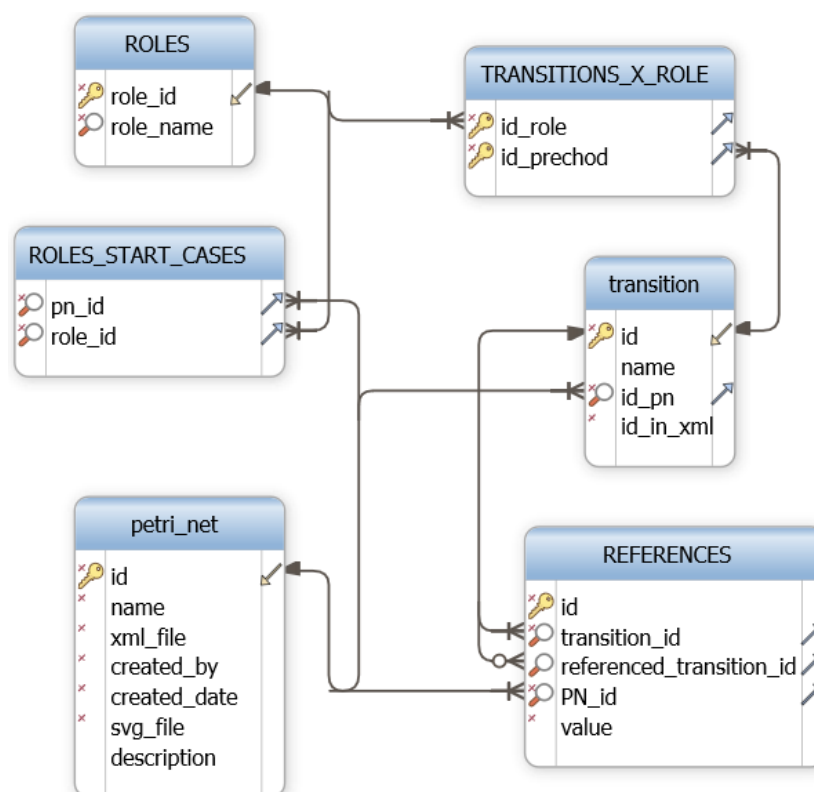 ROLES
role_id
role_name
TRANSITIONS_X_ROLE
id_role
id_prechod
ROLES_START_CASES
pn_id
role_id
transition
id
name
id_pn
id_in_xml
petri_net
id
name
xml_file
created_by
created_date
svg_file
description
REFERENCES
id
transition_id
referenced_transition_id
PN_id
value